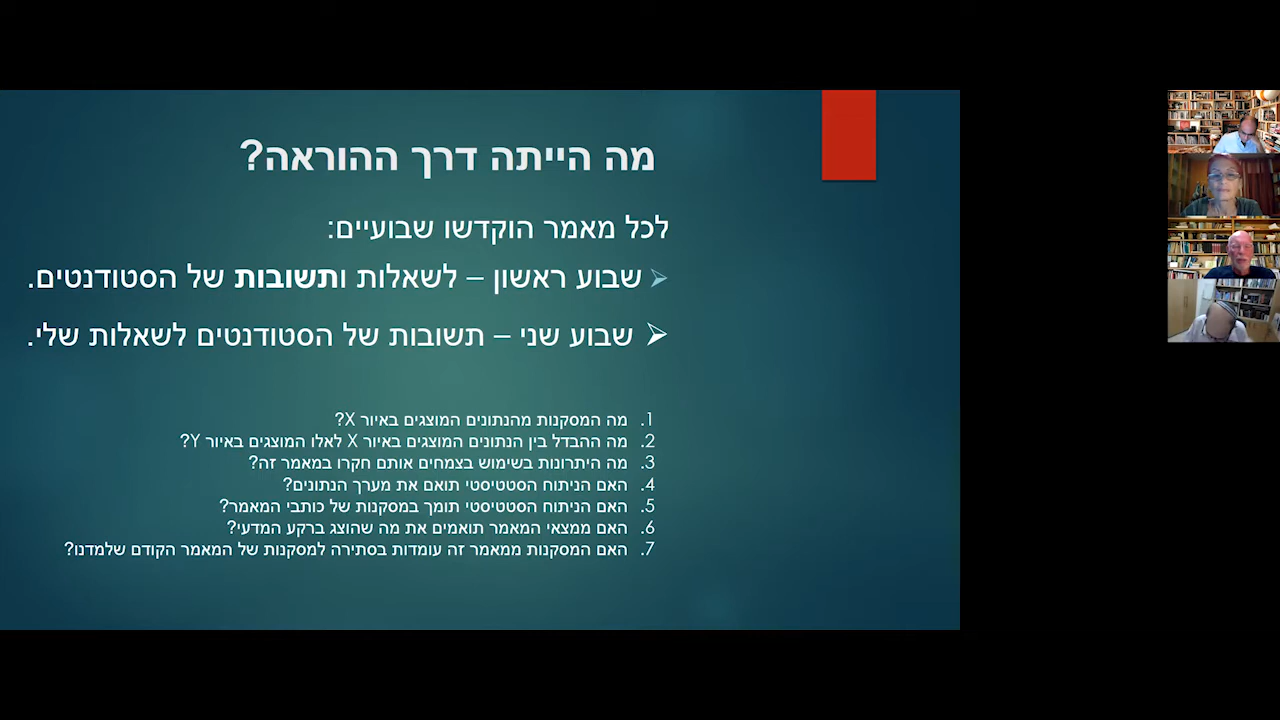 מה הייתה דרך ההוראה?
לכל מאמר הוקדשו שבועיים:
שבוע ראשון – לשאלות ותשובות של הסטודנטים.
שבוע שני – תשובות של הסטודנטים לשאלות שלי.
1. מה המסקנות מהנתונים המוצגים באיור X?
2. מה ההבדל בין הנתונים המוצגים באיור X לאלו המוצגים באיור Y?
3. מה היתרונות בשימוש בצמחים אותם חקרו במאמר זה?
4. האם הניתוח הסטטיסטי תואם את מערך הנתונים?
5. האם הניתוח הסטטיסטי תומך במסקנות של כותבי המאמר?
6. האם ממצאי המאמר תואמים את מה שהוצג ברקע המדעי?
7. האם המסקנות ממאמר זה עומדות בסתירה למסקנות של המאמר הקודם שלמדנו?